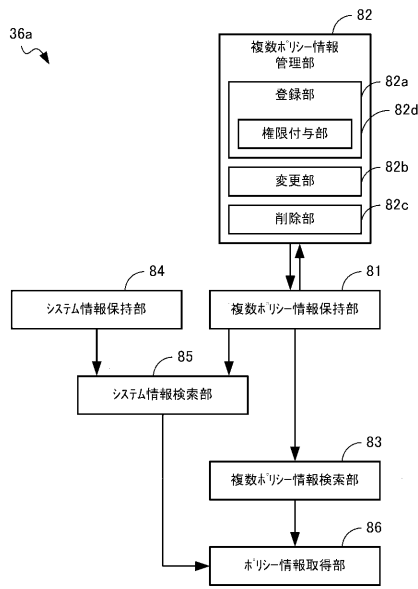 36a
82
複数ポリシー情報
管理部
82a
登録部
82d
権限付与部
82b
変更部
82c
削除部
84
システム情報保持部
81
複数ポリシー情報保持部
85
システム情報検索部
83
複数ポリシー情報検索部
86
ポリシー情報取得部